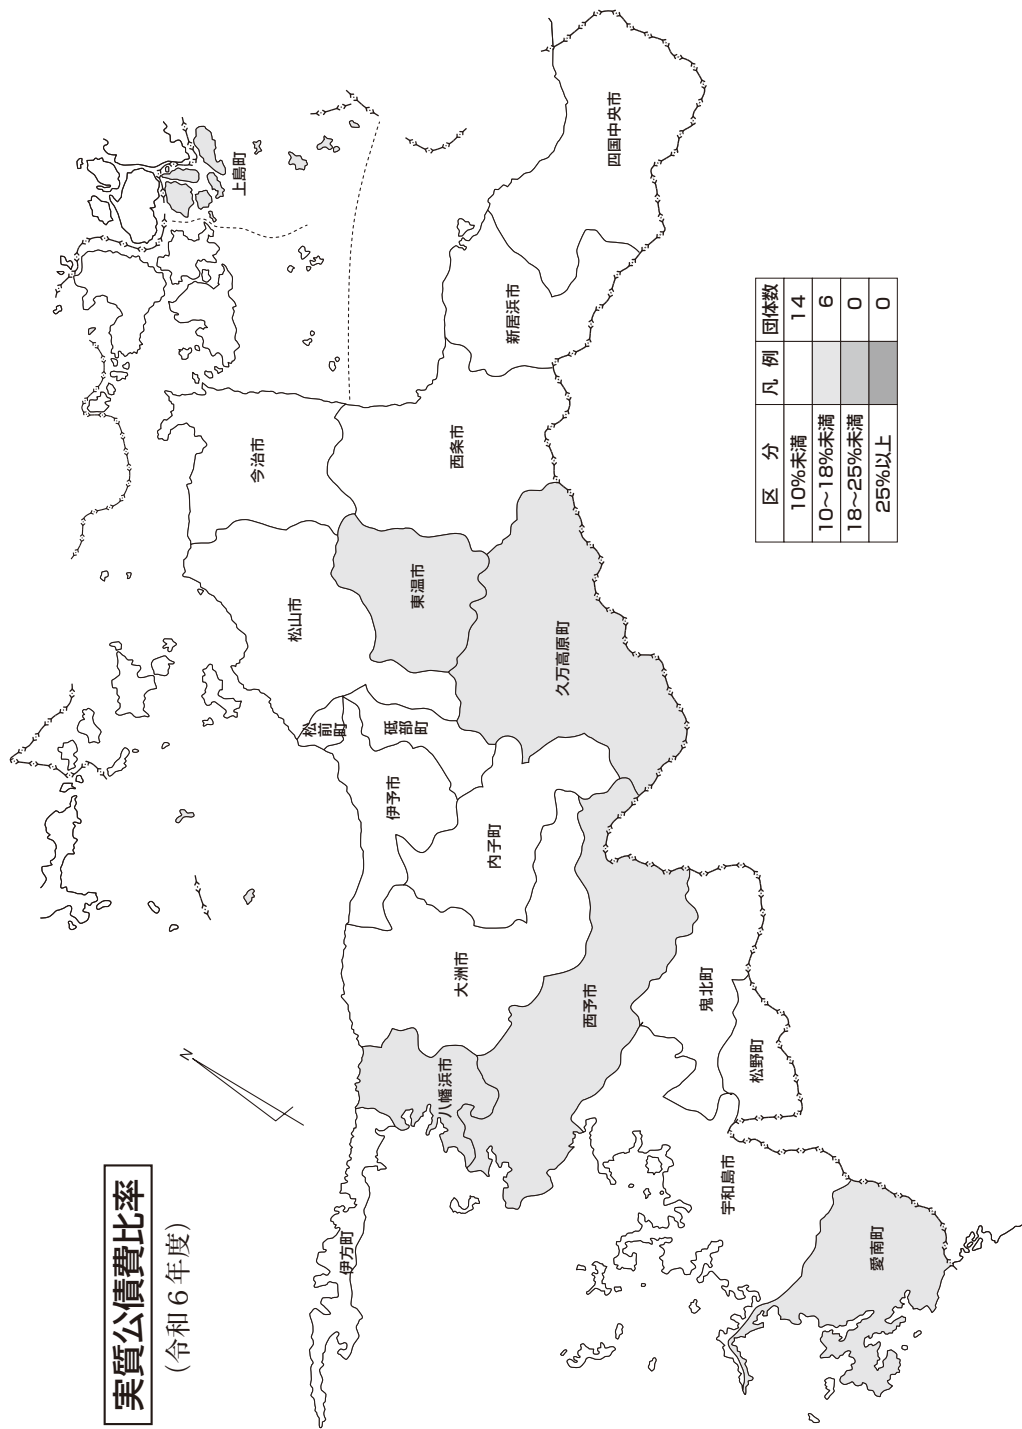 実質公債費比率
（令和６年度）
N
上島町
四国中央市
新居浜市
西条市
今治市
東温市
松山市
久万高原町
松前町
砥部町
伊予市
内子町
大洲市
西予市
八幡浜市
伊方町
鬼北町
松野町
宇和島市
愛南町
区分 凡例 団体数
10%未満 14
10～18%未満 6
18～25%未満 0
25%以上 0